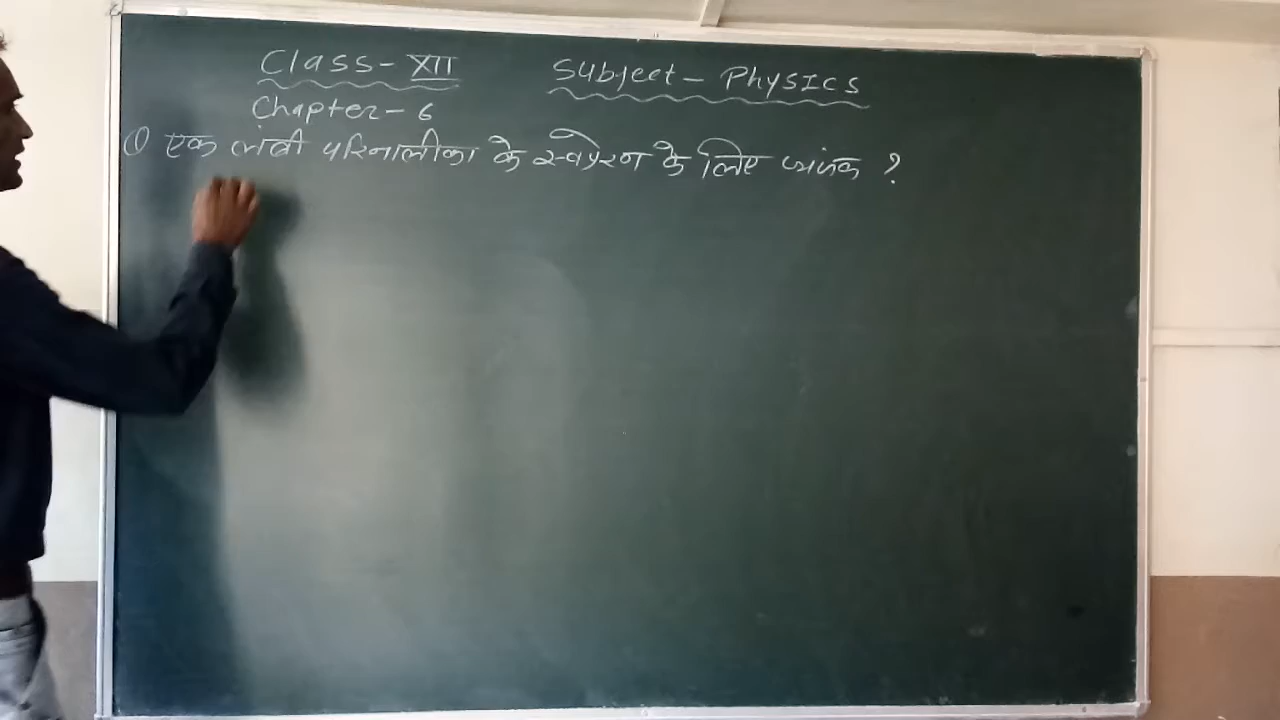 Class - XII Subject - Physics
Chapter - 6
① एक लंबी परिनालीका के स्वप्रेरण के लिए व्यंजक ?